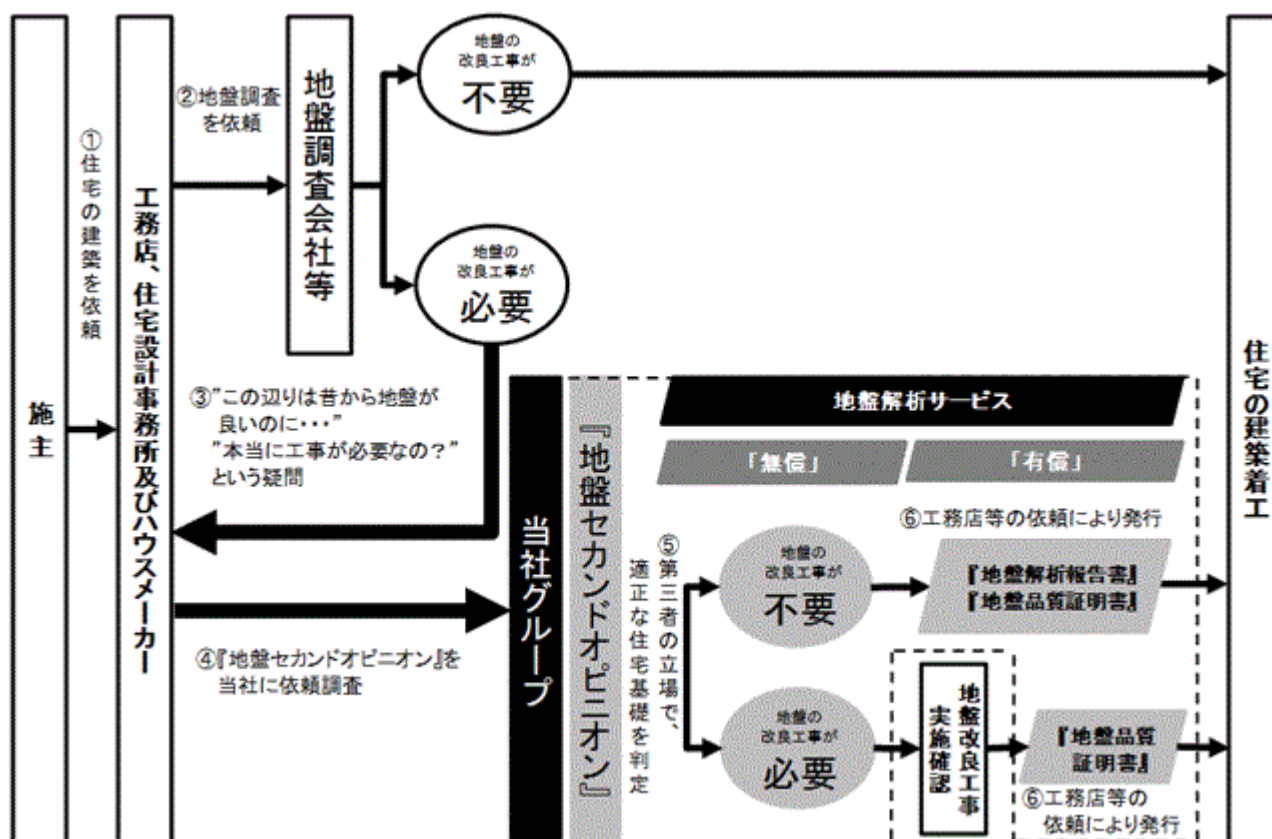 施主
①住宅の建築を依頼
工務店、住宅設計事務所及びハウスメーカー
②地盤調査
を依頼
地盤調査会社等
地盤の
改良工事が
不要
地盤の
改良工事が
必要
③”この辺りは昔から地盤が
良いのに・・・”
”本当に工事が必要なの？”
という疑問
④『地盤セカンドオピニオン』を
当社に依頼調査
当社グループ
『地盤セカンドオピニオン』
地盤解析サービス
「無償」
「有償」
⑤第三者の立場で、
適正な住宅基礎を判定
地盤の
改良工事が
不要
⑥工務店等の依頼により発行
『地盤解析報告書』
『地盤品質証明書』
地盤の
改良工事が
必要
地盤改良工事
実施確認
『地盤品質
証明書』
⑥工務店等の
依頼により発行
住宅の建築着工